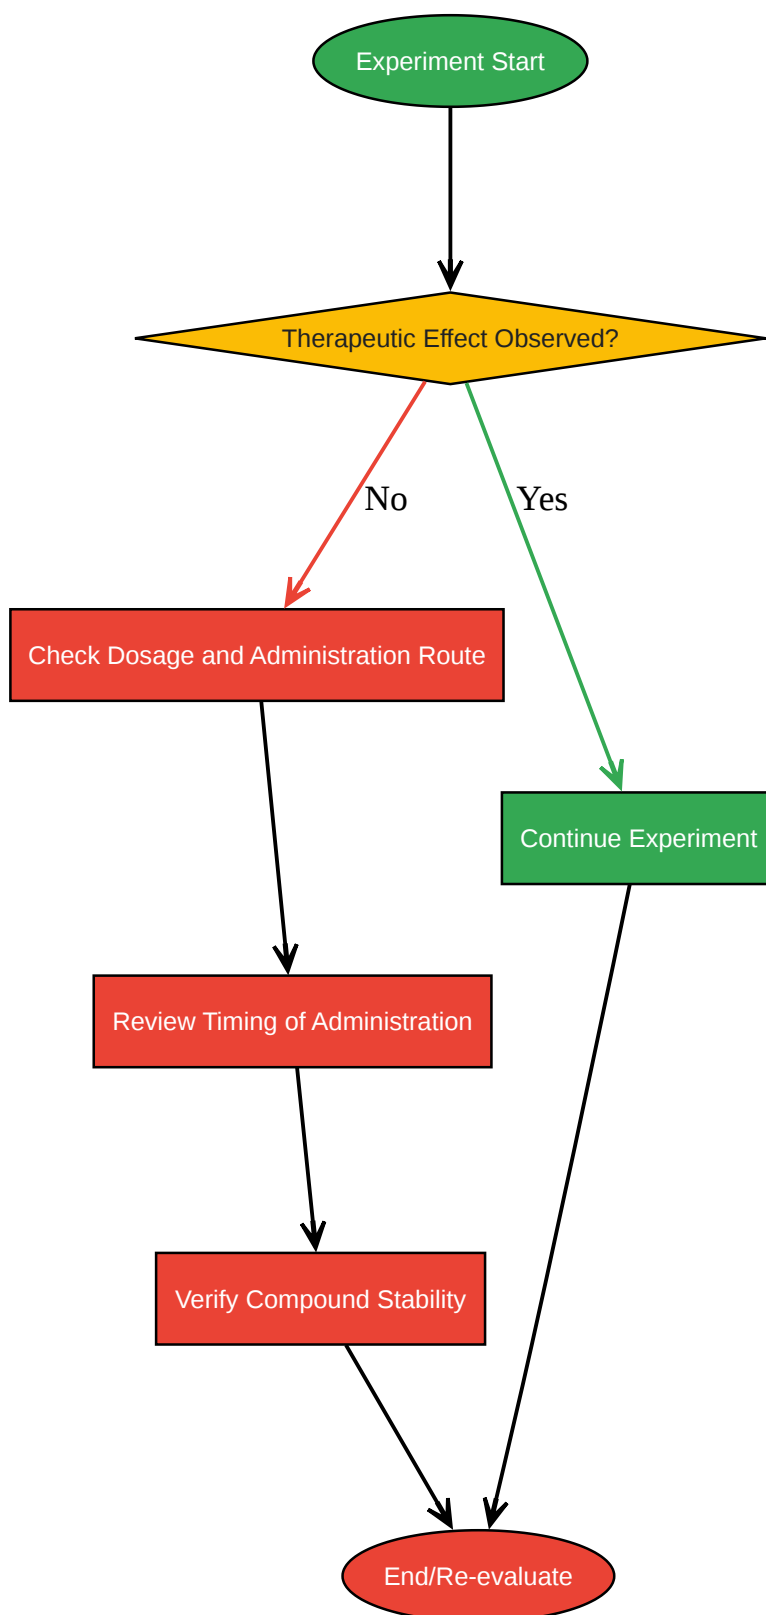 Experiment Start
Therapeutic Effect Observed?
No
Yes
Check Dosage and Administration Route
Continue Experiment
Review Timing of Administration
Verify Compound Stability
End/Re-evaluate